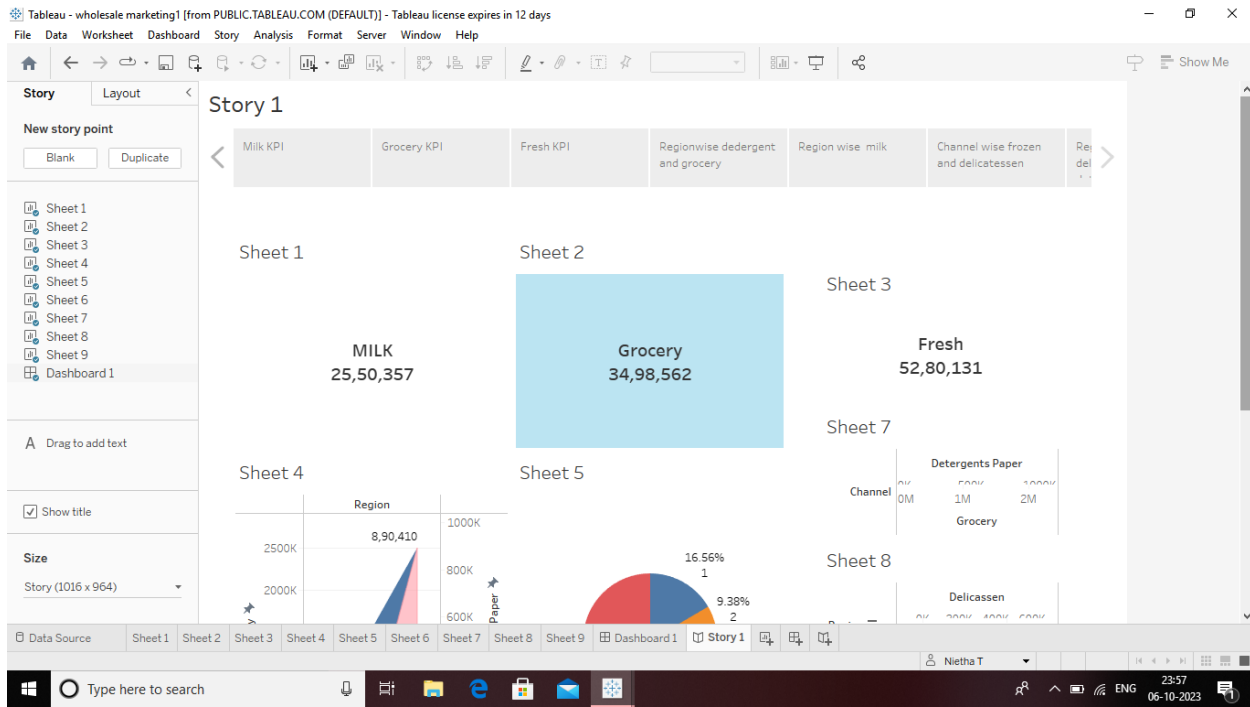 Tableau - wholesale marketing1 [from PUBLIC.TABLEAU.COM (DEFAULT)] - Tableau license expires in 12 days
File Data Worksheet Dashboard Story Analysis Format Server Window Help
Show Me
Story Layout
New story point
Blank Duplicate
Sheet 1
Sheet 2
Sheet 3
Sheet 4
Sheet 5
Sheet 6
Sheet 7
Sheet 8
Sheet 9
Dashboard 1
A Drag to add text
Show title
Size
Story (1016 x 964)
Story 1
Milk KPI
Grocery KPI
Fresh KPI
Regionwise dedergent
and grocery
Region wise milk
Channel wise frozen
and delicatessen
Sheet 1
MILK
25,50,357
Sheet 2
Grocery
34,98,562
Sheet 3
Fresh
52,80,131
Sheet 4
Region
8,90,410
2500K
2000K
1000K
800K
600K
Paper
Sheet 5
16.56%
1
9.38%
2
Sheet 7
Detergents Paper
Channel
0M 1M 2M
Grocery
Sheet 8
Delicassen
Data Source Sheet 1 Sheet 2 Sheet 3 Sheet 4 Sheet 5 Sheet 6 Sheet 7 Sheet 8 Sheet 9 Dashboard 1 Story 1
Nietha T
Type here to search
ENG
23:57
06-10-2023
1